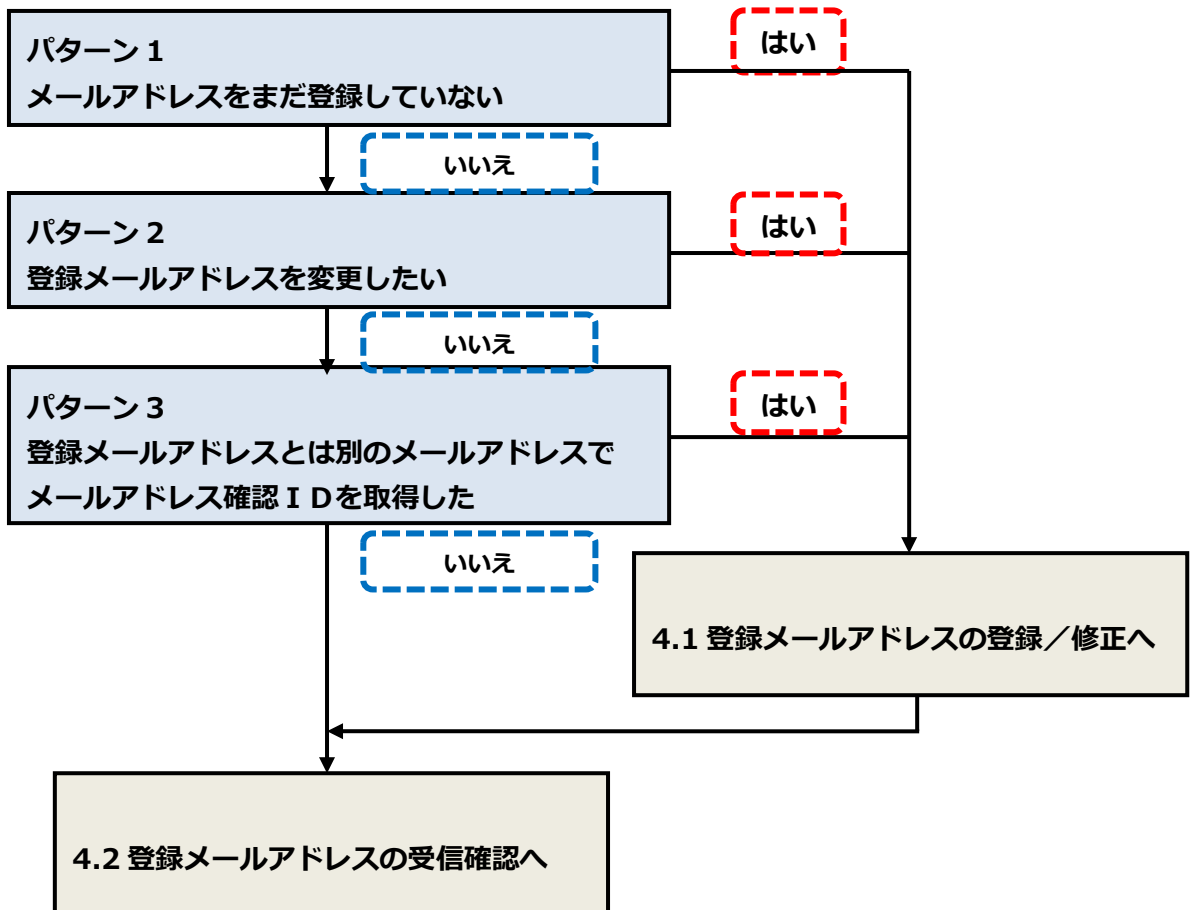 パターン１
メールアドレスをまだ登録していない
はい
いいえ
パターン２
登録メールアドレスを変更したい
はい
いいえ
パターン３
登録メールアドレスとは別のメールアドレスで
メールアドレス確認ＩＤを取得した
はい
いいえ
4.1 登録メールアドレスの登録／修正へ
4.2 登録メールアドレスの受信確認へ